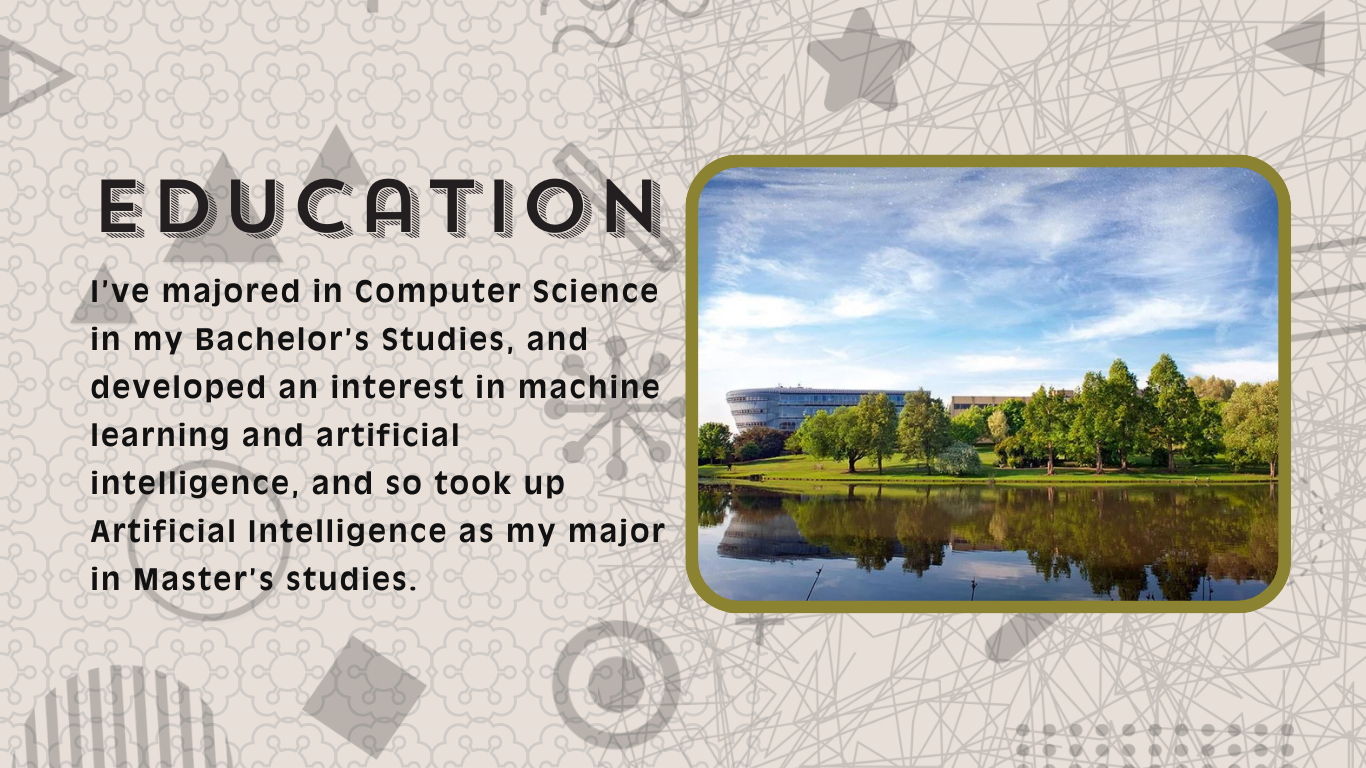 EDUCATION
I've majored in Computer Science
in my Bachelor's Studies, and
developed an interest in machine
learning and artificial
intelligence, and so took up
Artificial Intelligence as my major
in Master's studies.